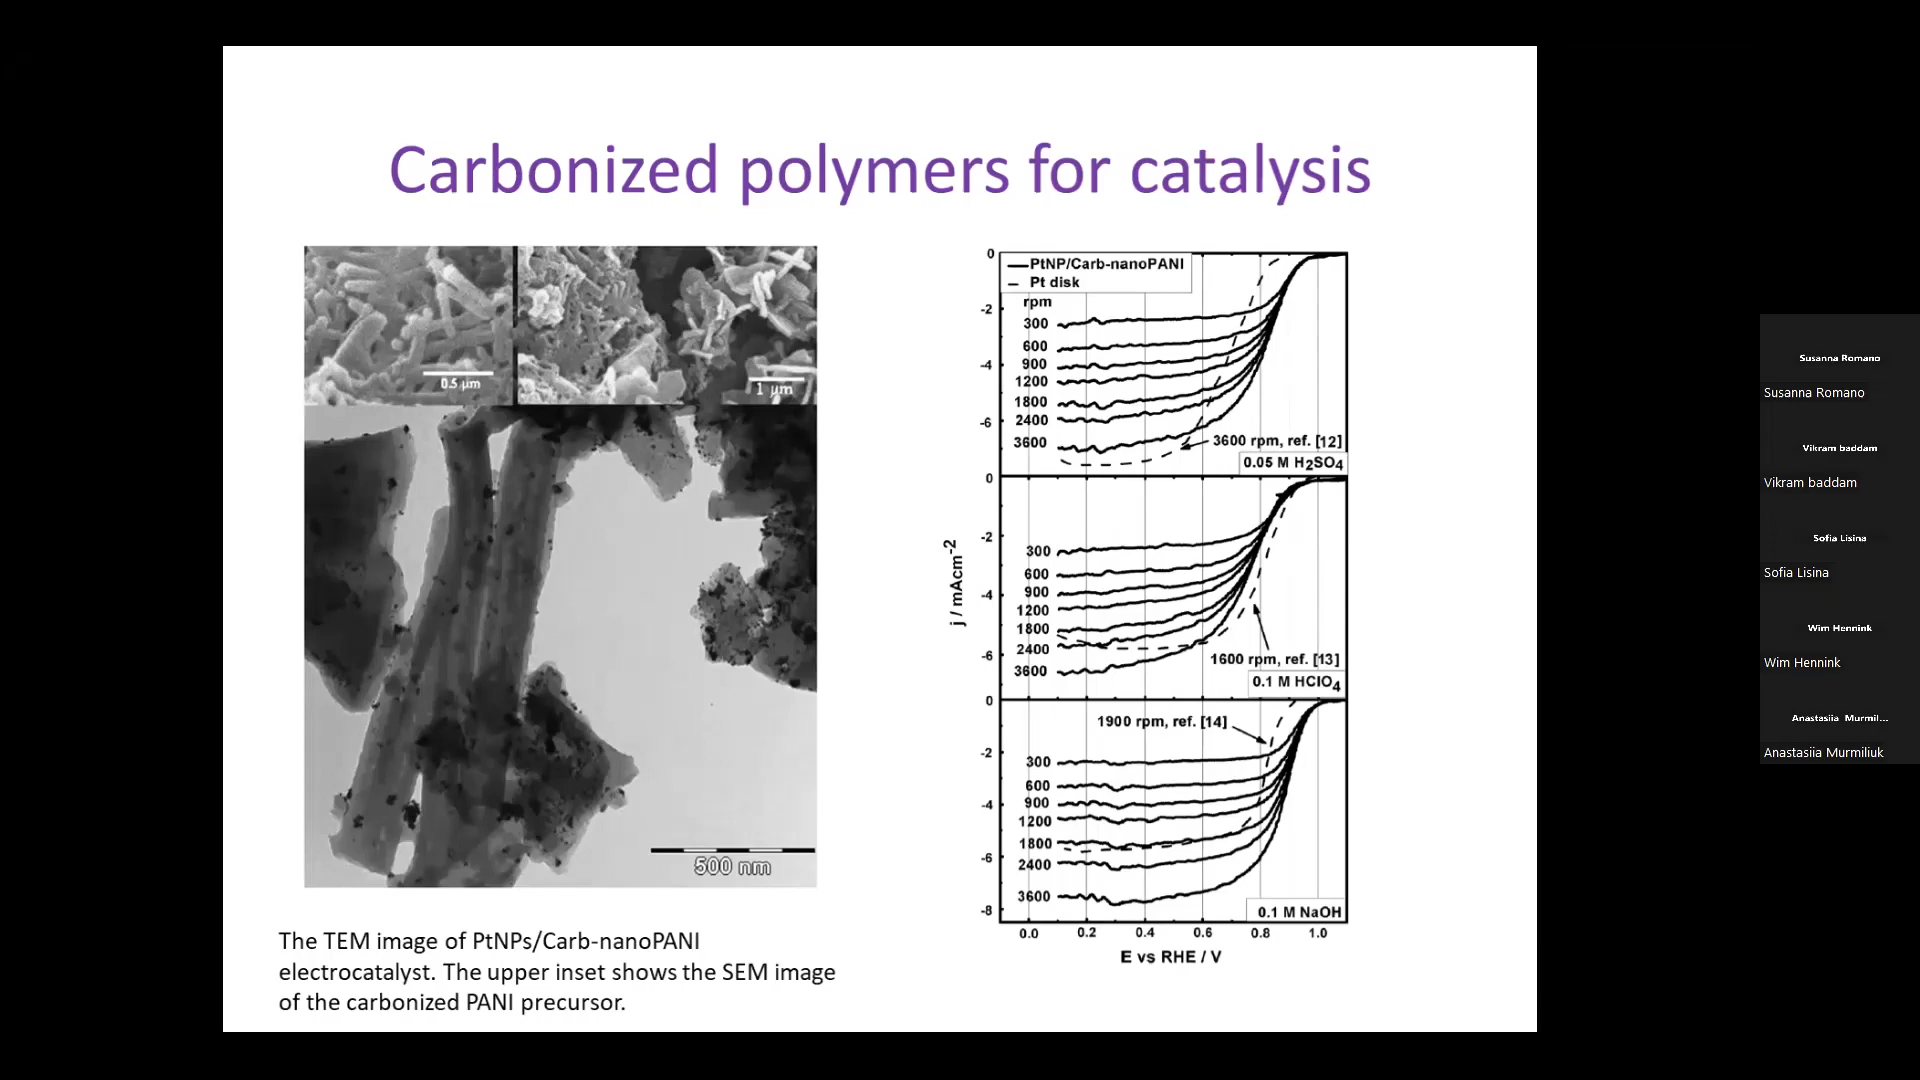 Carbonized polymers for catalysis
0.5 µm
1 µm
500 nm
The TEM image of PtNPs/Carb-nanoPANI
electrocatalyst. The upper inset shows the SEM image
of the carbonized PANI precursor.
PtNP/Carb-nanoPANI
Pt disk
rpm
0
-2
-4
-6
300
600
900
1200
1800
2400
3600
3600 rpm, ref. [12]
0.05 M H2SO4
0
-2
-4
-6
300
600
900
1200
1800
2400
3600
1600 rpm, ref. [13]
0.1 M HClO4
j / mAcm-2
0
-2
-4
-6
-8
1900 rpm, ref. [14]
300
600
900
1200
1800
2400
3600
0.1 M NaOH
0.0 0.2 0.4 0.6 0.8 1.0
E vs RHE / V
Susanna Romano
Susanna Romano
Vikram baddam
Vikram baddam
Sofia Lisina
Sofia Lisina
Wim Hennink
Wim Hennink
Anastasiia Murmil...
Anastasiia Murmiliuk